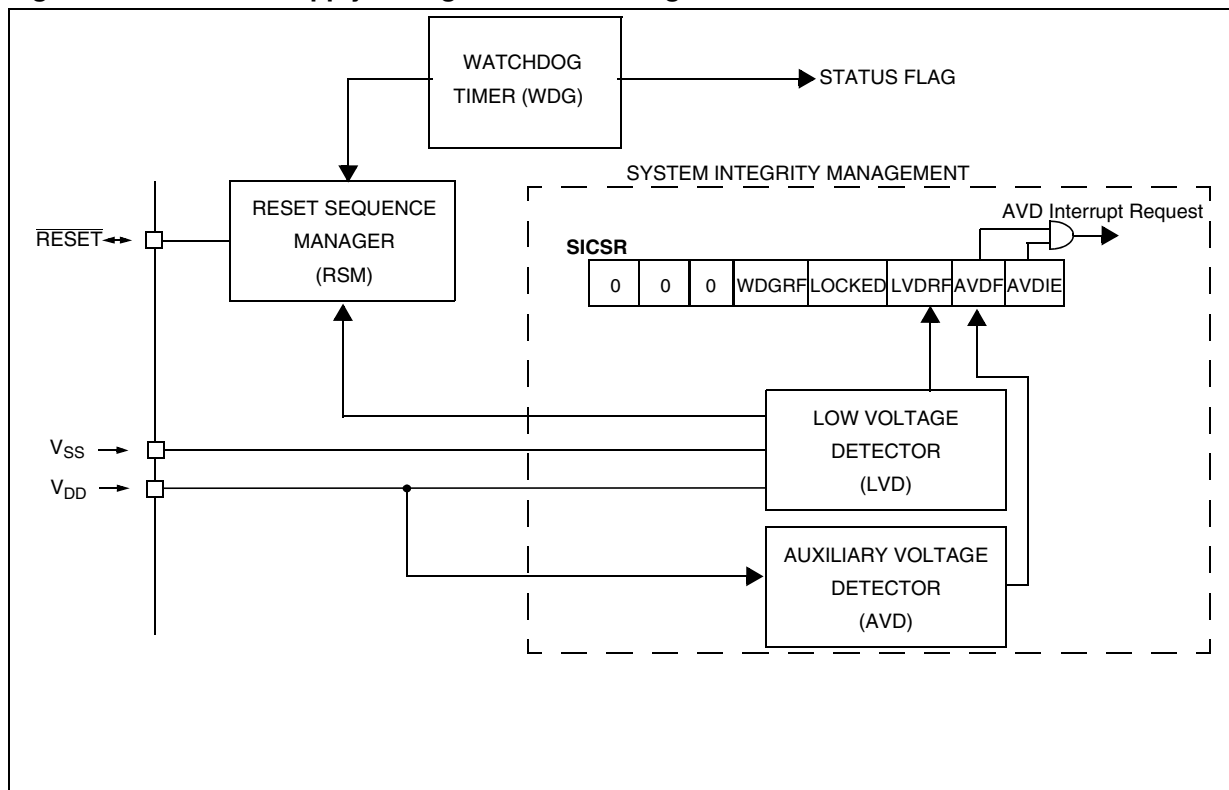 WATCHDOG
TIMER (WDG)
STATUS FLAG
SYSTEM INTEGRITY MANAGEMENT
RESET SEQUENCE
MANAGER
(RSM)
RESET
AVD Interrupt Request
SICSR
0 0 0 WDGRF LOCKED LVDRF AVDF AVDIE
LOW VOLTAGE
DETECTOR
(LVD)
VSS
VDD
AUXILIARY VOLTAGE
DETECTOR
(AVD)